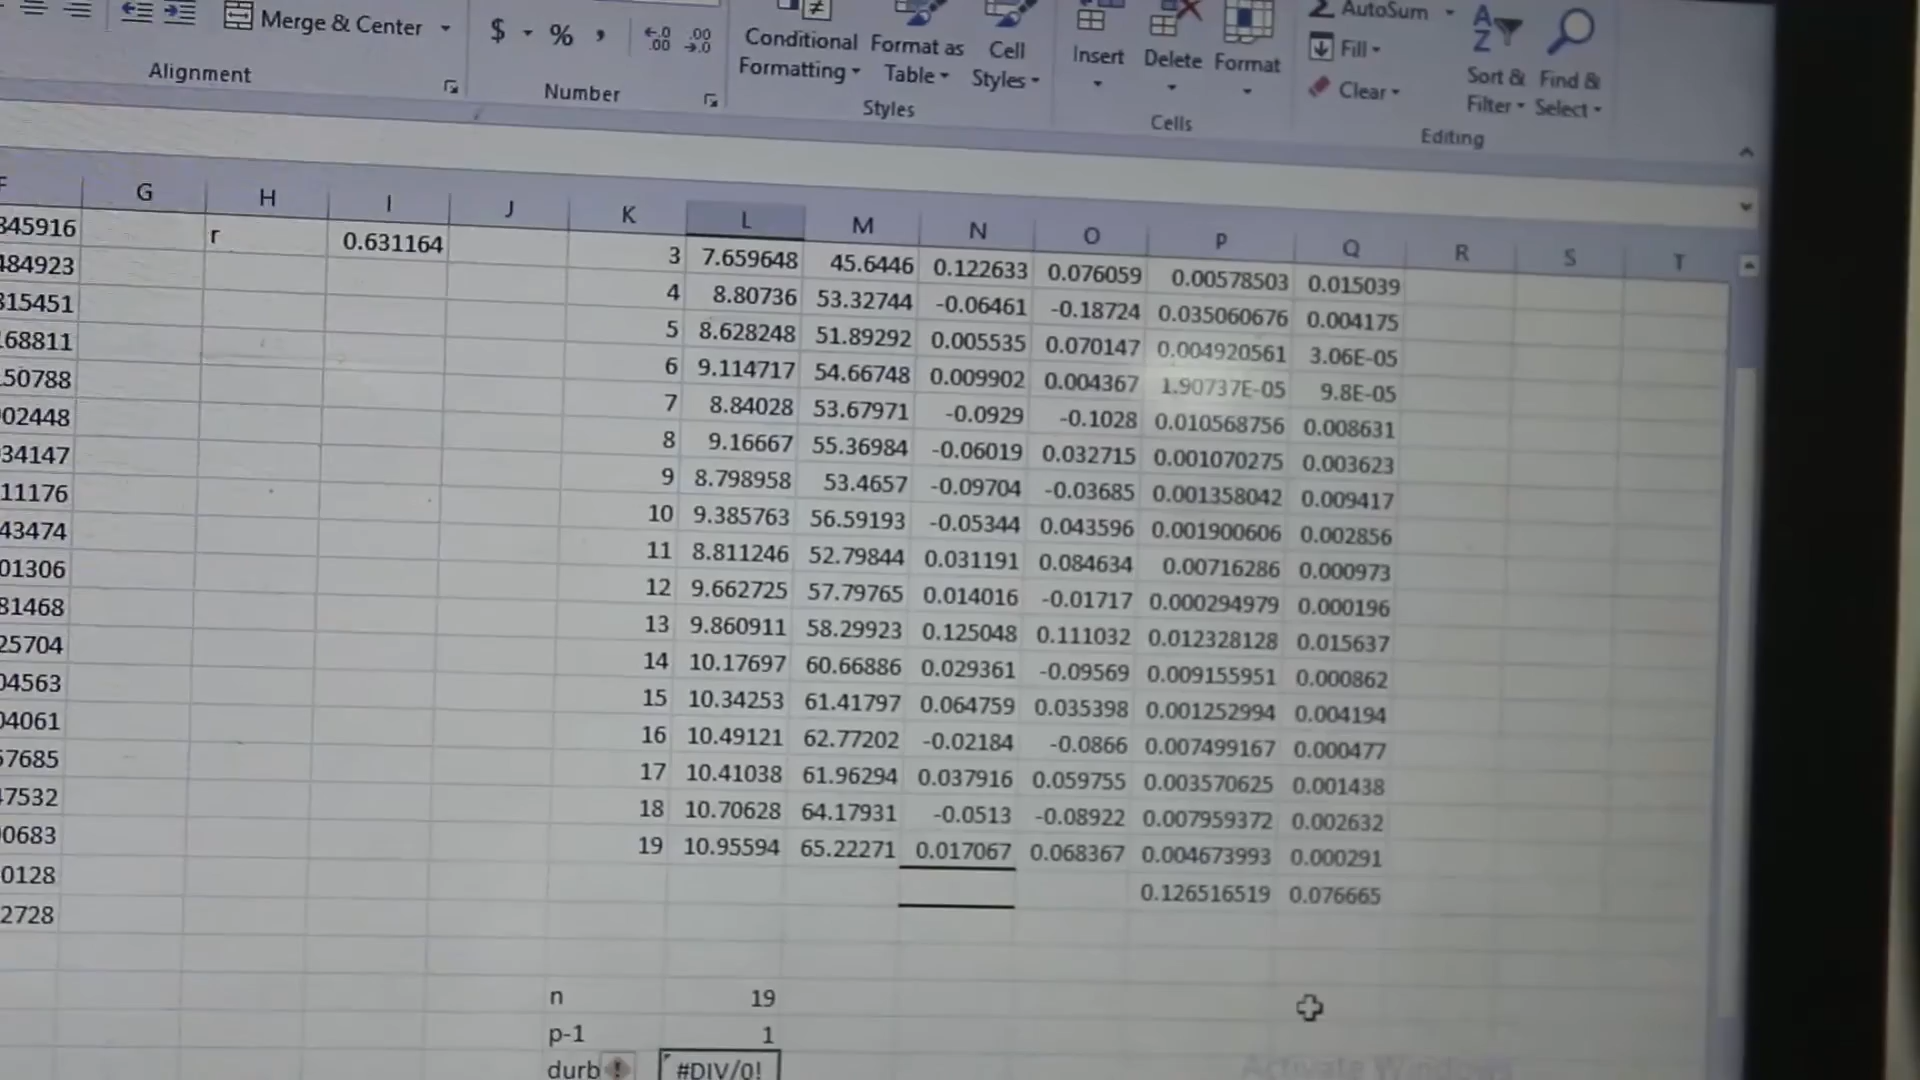 Merge & Center
$ % ,
←.0 .00
.00 →.0
Conditional Formatting
Format as Table
Cell Styles
Insert
Delete
Format
AutoSum
Fill
Clear
Sort & Filter
Find & Select
Alignment
Number
Styles
Cells
Editing
F G H I J K L M N O P Q R S T
845916 r 0.631164 3 7.659648 45.6446 0.122633 0.076059 0.00578503 0.015039
484923 4 8.80736 53.32744 -0.06461 -0.18724 0.035060676 0.004175
815451 5 8.628248 51.89292 0.005535 0.070147 0.004920561 3.06E-05
168811 6 9.114717 54.66748 0.009902 0.004367 1.90737E-05 9.8E-05
50788 7 8.84028 53.67971 -0.0929 -0.1028 0.010568756 0.008631
02448 8 9.16667 55.36984 -0.06019 0.032715 0.001070275 0.003623
34147 9 8.798958 53.4657 -0.09704 -0.03685 0.001358042 0.009417
11176 10 9.385763 56.59193 -0.05344 0.043596 0.001900606 0.002856
43474 11 8.811246 52.79844 0.031191 0.084634 0.00716286 0.000973
01306 12 9.662725 57.79765 0.014016 -0.01717 0.000294979 0.000196
81468 13 9.860911 58.29923 0.125048 0.111032 0.012328128 0.015637
25704 14 10.17697 60.66886 0.029361 -0.09569 0.009155951 0.000862
04563 15 10.34253 61.41797 0.064759 0.035398 0.001252994 0.004194
04061 16 10.49121 62.77202 -0.02184 -0.0866 0.007499167 0.000477
57685 17 10.41038 61.96294 0.037916 0.059755 0.003570625 0.001438
47532 18 10.70628 64.17931 -0.0513 -0.08922 0.007959372 0.002632
0683 19 10.95594 65.22271 0.017067 0.068367 0.004673993 0.000291
0128 0.126516519 0.076665
2728
n 19
p-1 1
durb #DIV/0!
Activate Windows